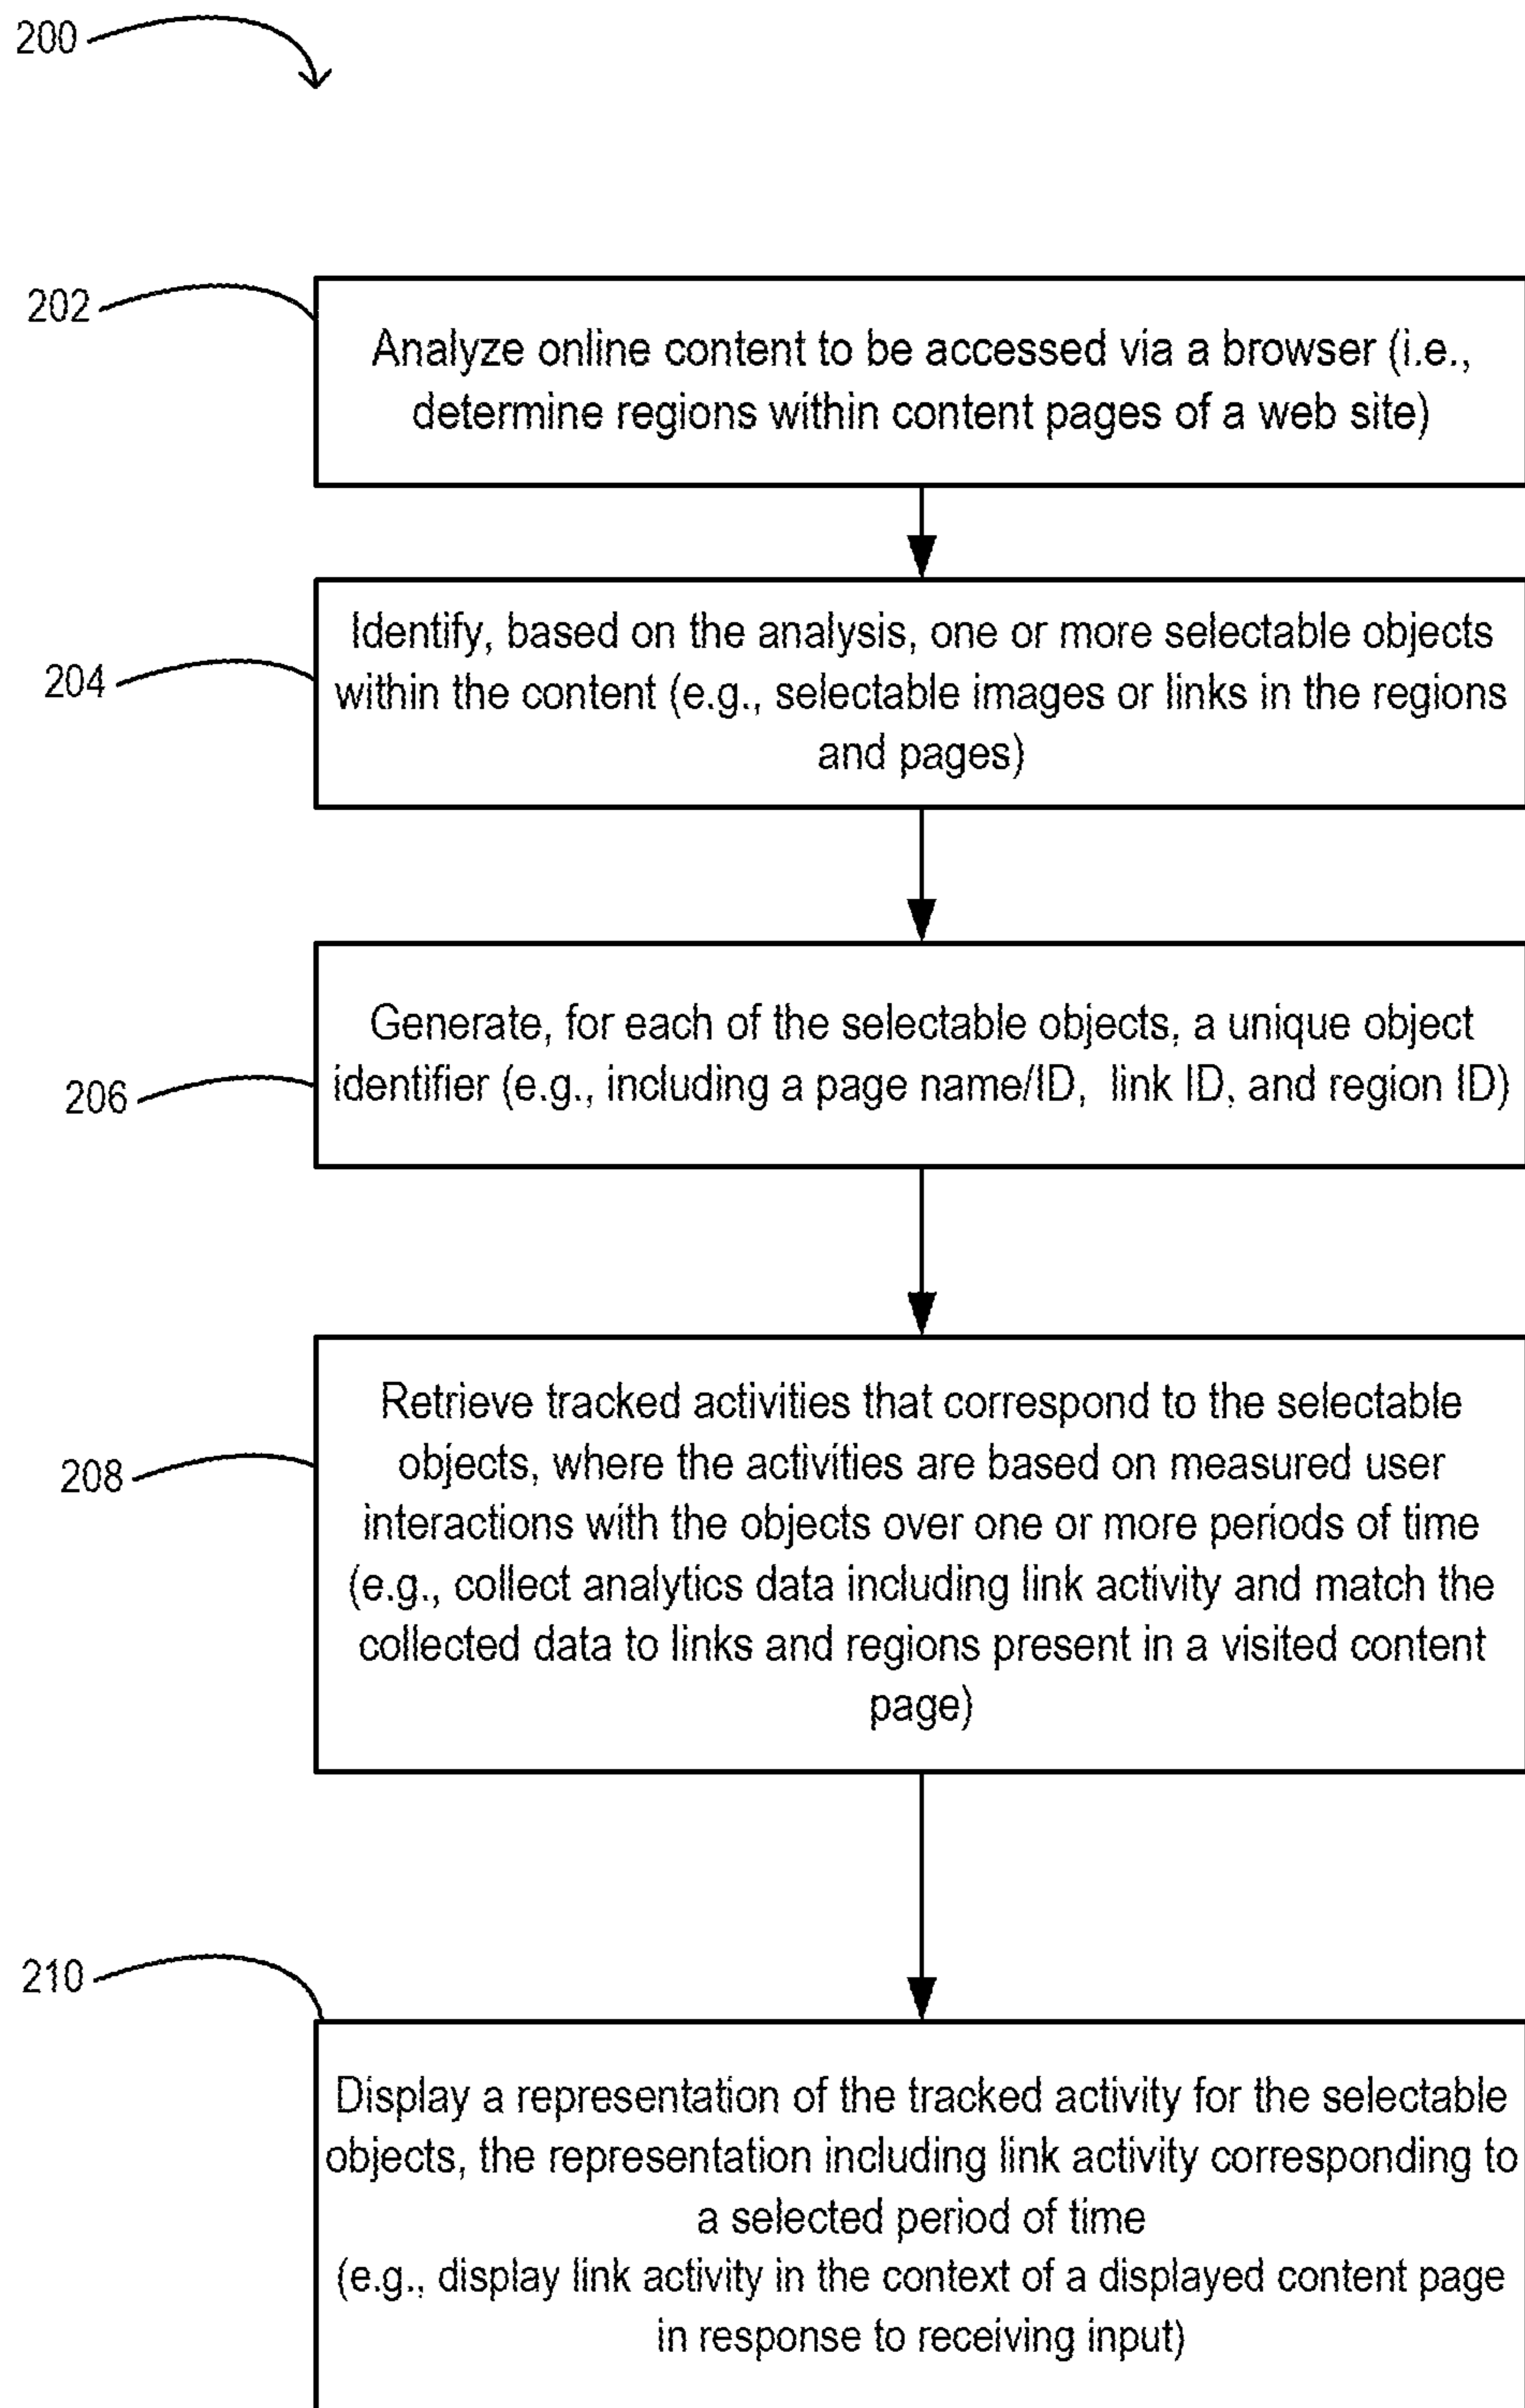 200
202
Analyze online content to be accessed via a browser (i.e.,
determine regions within content pages of a web site)
204
Identify, based on the analysis, one or more selectable objects
within the content (e.g., selectable images or links in the regions
and pages)
206
Generate, for each of the selectable objects, a unique object
identifier (e.g., including a page name/ID, link ID, and region ID)
208
Retrieve tracked activities that correspond to the selectable
objects, where the activities are based on measured user
interactions with the objects over one or more periods of time
(e.g., collect analytics data including link activity and match the
collected data to links and regions present in a visited content
page)
210
Display a representation of the tracked activity for the selectable
objects, the representation including link activity corresponding to
a selected period of time
(e.g., display link activity in the context of a displayed content page
in response to receiving input)